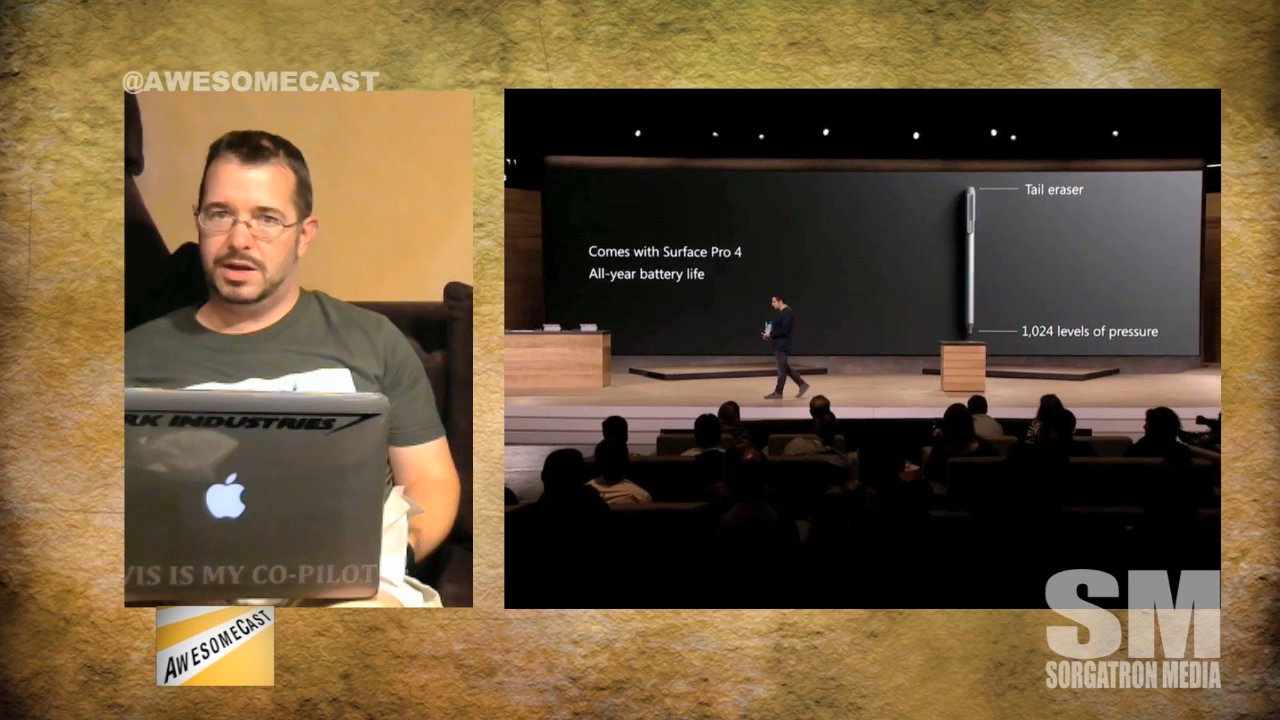 @AWESOMECAST
Tail eraser
Comes with Surface Pro 4
All-year battery life
1,024 levels of pressure
RK INDUSTRIES
VIS IS MY CO-PILOT
AWESOMECAST
SM
SORGATRON MEDIA